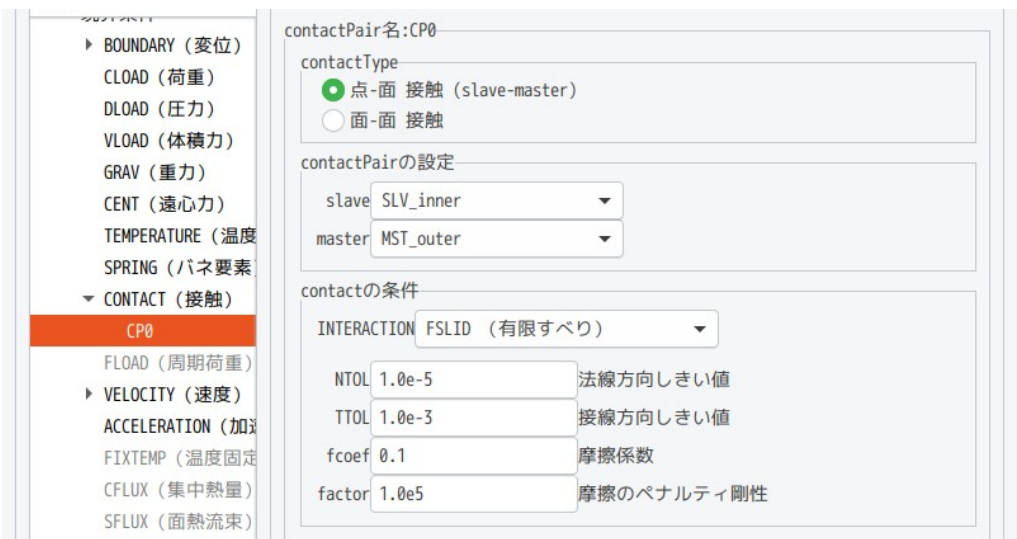 BOUNDARY (変位)
CLOAD (荷重)
DLOAD (圧力)
VLOAD (体積力)
GRAV (重力)
CENT (遠心力)
TEMPERATURE (温度
SPRING (バネ要素
CONTACT (接触)
CP0
FLOAD (周期荷重)
VELOCITY (速度)
ACCELERATION (加速
FIXTEMP (温度固定
CFLUX (集中熱量)
SFLUX (面熱流束)
contactPair名:CP0
contactType
点-面 接触 (slave-master)
面-面 接触
contactPairの設定
slave SLV_inner
master MST_outer
contactの条件
INTERACTION FSLID (有限すべり)
NTOL 1.0e-5 法線方向しきい値
TTOL 1.0e-3 接線方向しきい値
fcoef 0.1 摩擦係数
factor 1.0e5 摩擦のペナルティ剛性